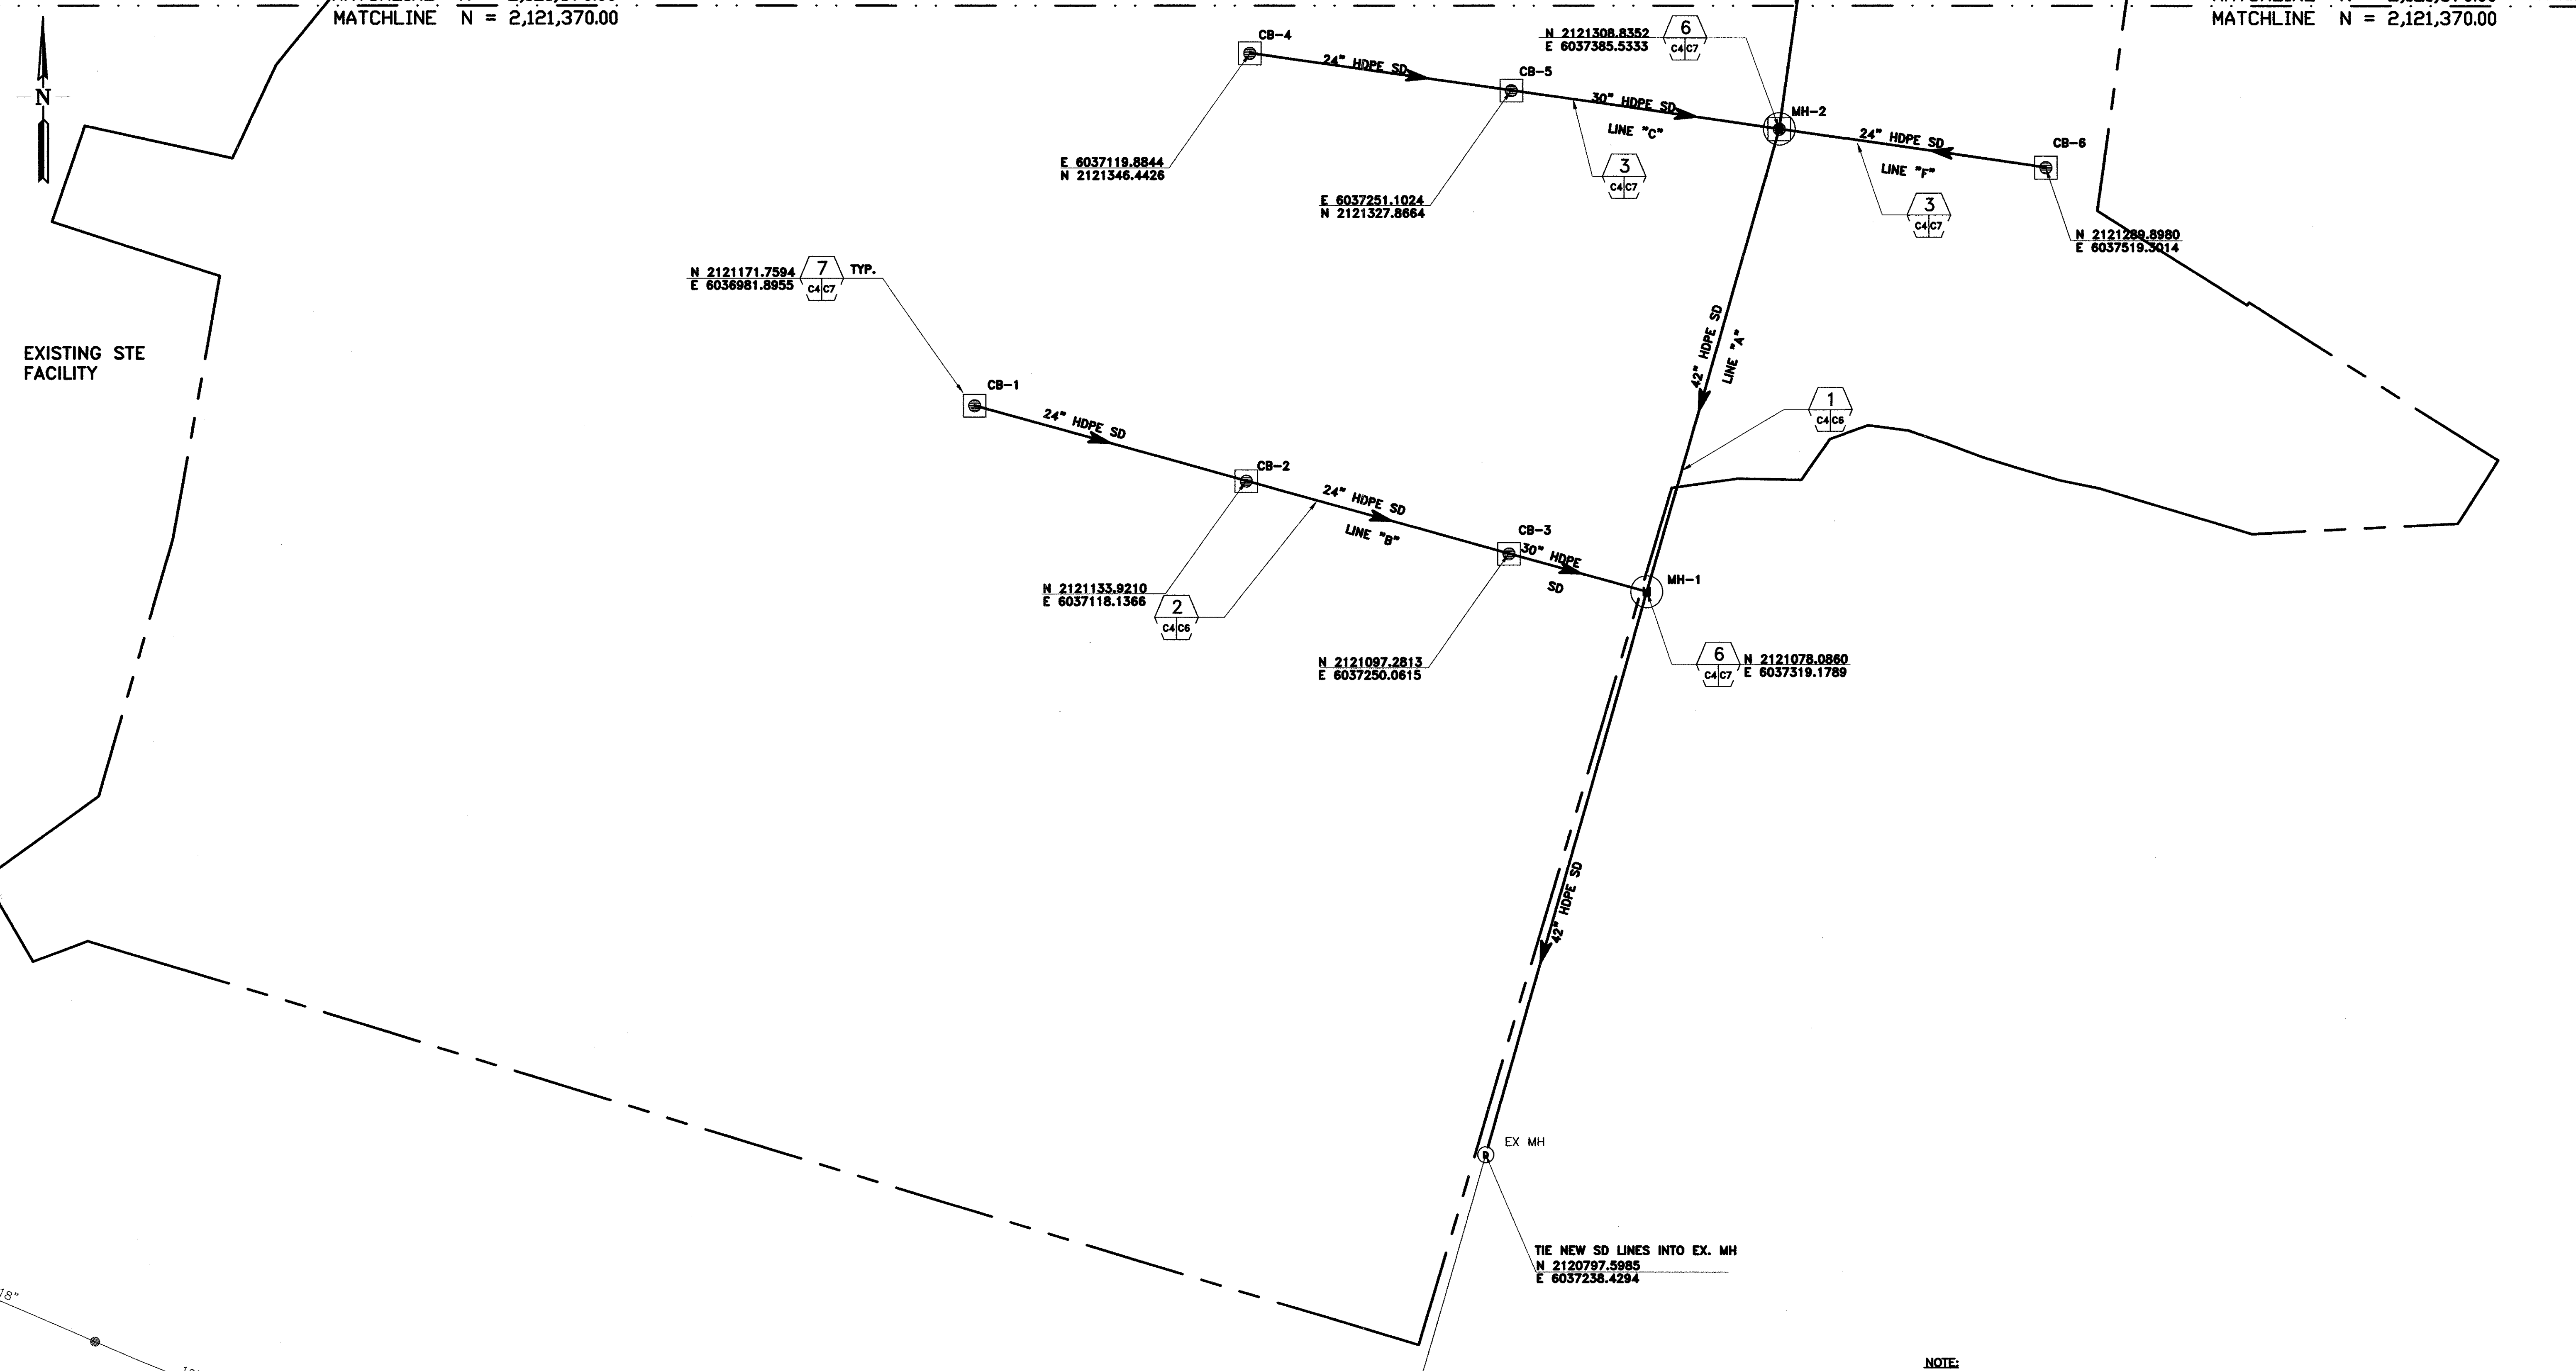 MATCHLINE N = 2,121,370.00
MATCHLINE N = 2,121,370.00
N
CB-4
24" HDPE SD
N 2121308.8352
E 6037385.5333
6
C4 C7
CB-5
30" HDPE SD
LINE "C"
MH-2
24" HDPE SD
LINE "F"
CB-6
E 6037119.8844
N 2121346.4426
3
C4 C7
E 6037251.1024
N 2121327.8664
3
C4 C7
N 2121289.8980
E 6037519.3014
N 2121171.7594
E 6036981.8955
7
C4 C7
TYP.
EXISTING STE
FACILITY
42" HDPE SD
LINE "A"
CB-1
24" HDPE SD
1
C4 C6
CB-2
24" HDPE SD
LINE "B"
CB-3
30" HDPE
SD
MH-1
N 2121133.9210
E 6037118.1366
2
C4 C6
N 2121097.2813
E 6037250.0615
6
C4 C7
N 2121078.0860
E 6037319.1789
42" HDPE SD
EX MH
TIE NEW SD LINES INTO EX. MH
N 2120797.5985
E 6037238.4294
18"
NOTE: